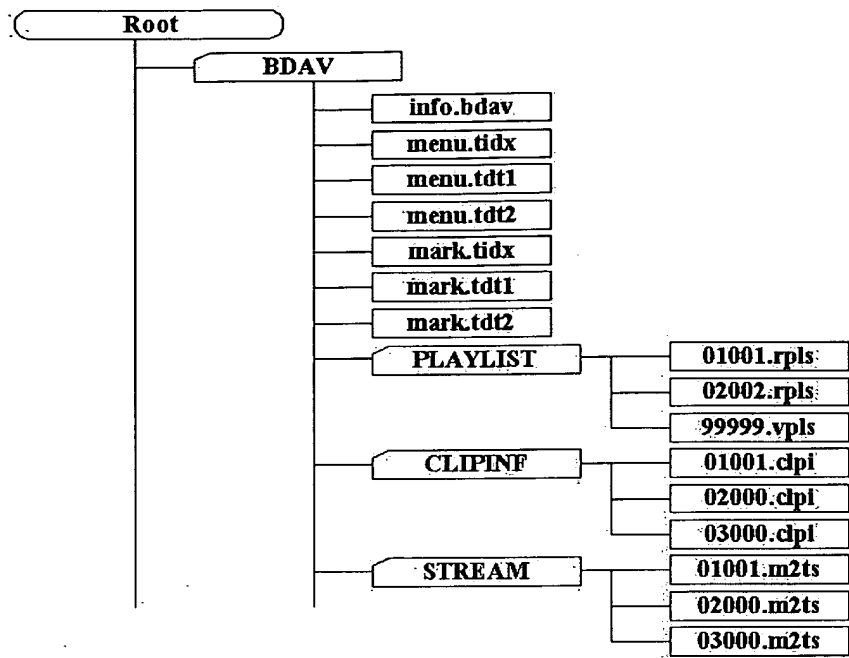 Root
BDAV
info.bdav
menu.tidx
menu.tdt1
menu.tdt2
mark.tidx
mark.tdt1
mark.tdt2
PLAYLIST
01001.rpls
02002.rpls
99999.vpls
CLIPINF
01001.clpi
02000.clpi
03000.clpi
STREAM
01001.m2ts
02000.m2ts
03000.m2ts